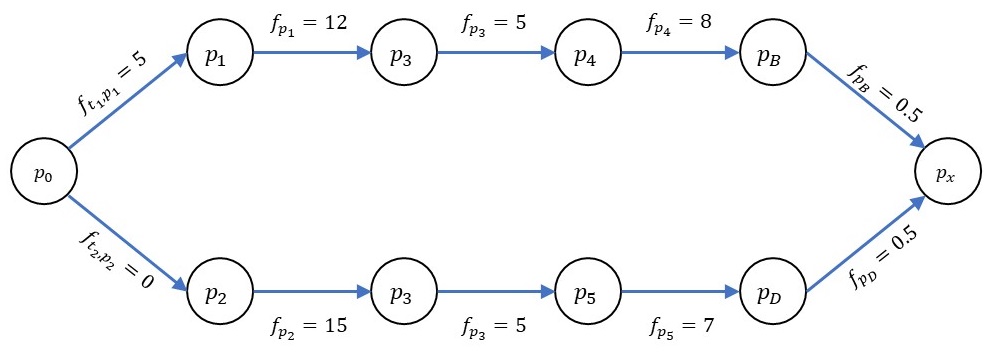 f_{p_1} = 12
f_{p_3} = 5
f_{p_4} = 8
p_1
p_3
p_4
p_B
f_{t_1,p_1} = 5
f_{p_B} = 0.5
p_0
p_x
f_{t_2,p_2} = 0
f_{p_D} = 0.5
p_2
p_3
p_5
p_D
f_{p_2} = 15
f_{p_3} = 5
f_{p_5} = 7